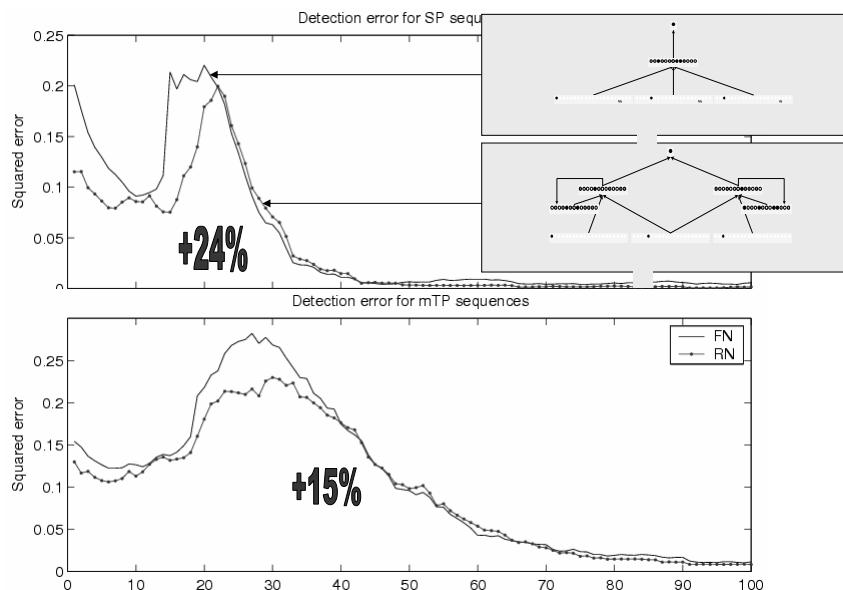 Detection error for SP sequ
0.25
0.2
0.15
0.1
0.05
0
Squared error
+24%
Detection error for mTP sequences
0.25
0.2
0.15
0.1
0.05
0
Squared error
+15%
FN
RN
0 10 20 30 40 50 60 70 80 90 100